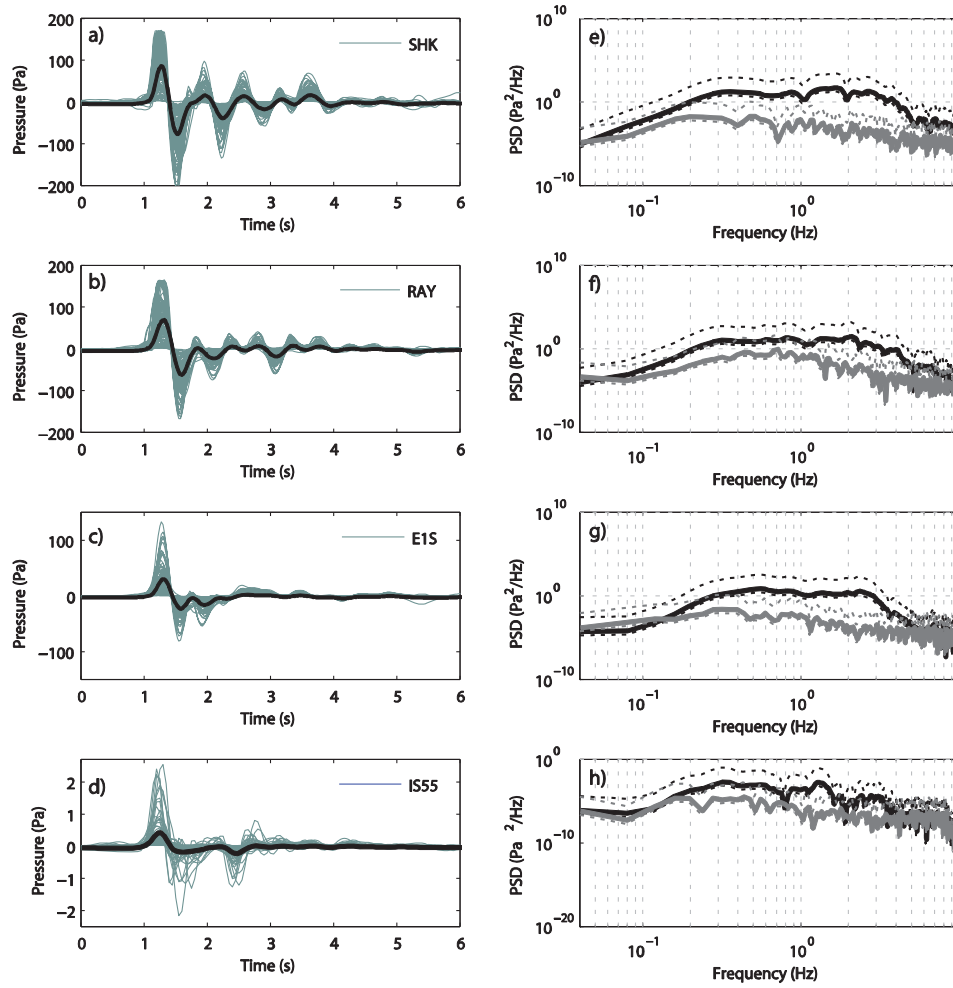 a)
SHK
Pressure (Pa)
200
100
0
−100
−200
0 1 2 3 4 5 6
Time (s)
e)
PSD (Pa2/Hz)
10^10
10^0
10^−10
10^−1 10^0
Frequency (Hz)
b)
RAY
Pressure (Pa)
200
100
0
−100
−200
0 1 2 3 4 5 6
Time (s)
f)
PSD (Pa2/Hz)
10^10
10^0
10^−10
10^−1 10^0
Frequency (Hz)
c)
E1S
Pressure (Pa)
100
0
−100
0 1 2 3 4 5 6
Time (s)
g)
PSD (Pa2/Hz)
10^10
10^0
10^−10
10^−1 10^0
Frequency (Hz)
d)
IS55
Pressure (Pa)
2
1
0
−1
−2
0 1 2 3 4 5 6
Time (s)
h)
PSD (Pa 2/Hz)
10^0
10^−10
10^−20
10^−1 10^0
Frequency (Hz)